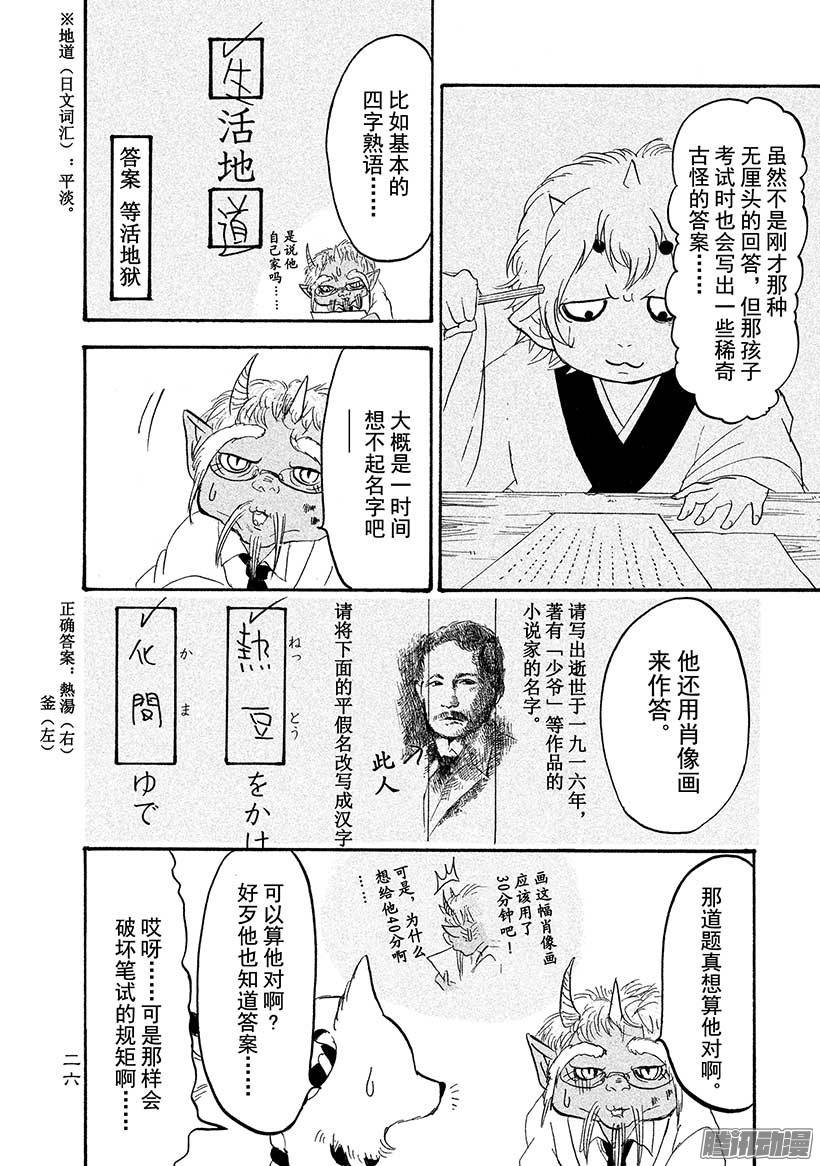 虽然不是刚才那种
无厘头的回答，但那孩子
考试时也会写出一些稀奇
古怪的答案……
比如基本的
四字熟语……
生活地道
是说他
自己家吗……
答案 等活地狱
※地道（日文词汇）：平淡。
大概是一时间
想不起名字吧
——
他还用肖像画
来作答。
请写出逝世于一九一六年，
著有「少爷」等作品的
小说家的名字。
此人
请将下面的平假名改写成汉字
熱豆をかけ
ねっとう
化間ゆで
かま
正确答案：熱湯（右）
釜（左）
那道题真想算他对啊。
画这幅肖像画
应该用了
30分钟吧！
可是，为什么
想给他40分啊
……
可以算他对啊？
好歹他也知道答案……
哎呀……可是那样会
破坏笔试的规矩啊……
二六
腾讯动漫